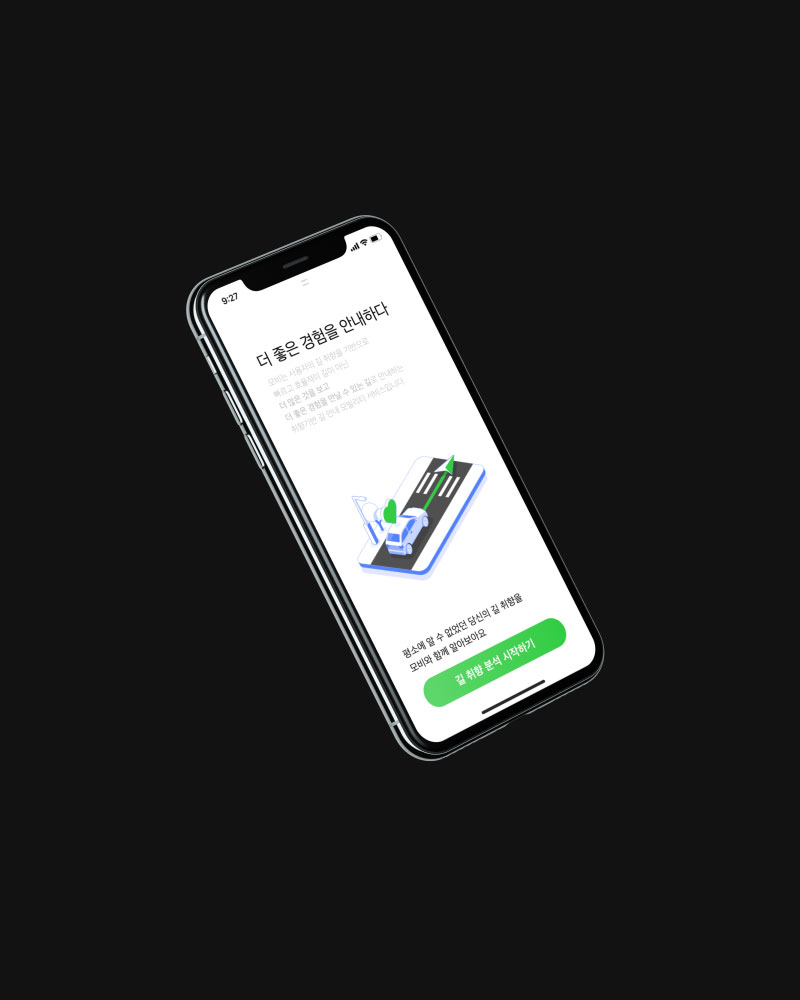 9:27
더 좋은 경험을 안내하다
모비는 사용자의 길 취향을 기반으로
빠르고 효율적인 길이 아닌
더 많은 것을 보고
더 좋은 경험을 만날 수 있는 길로 안내하는
취향기반 길 안내 모빌리티 서비스입니다
평소에 알 수 없었던 당신의 길 취향을
모비와 함께 알아보아요
길 취향 분석 시작하기